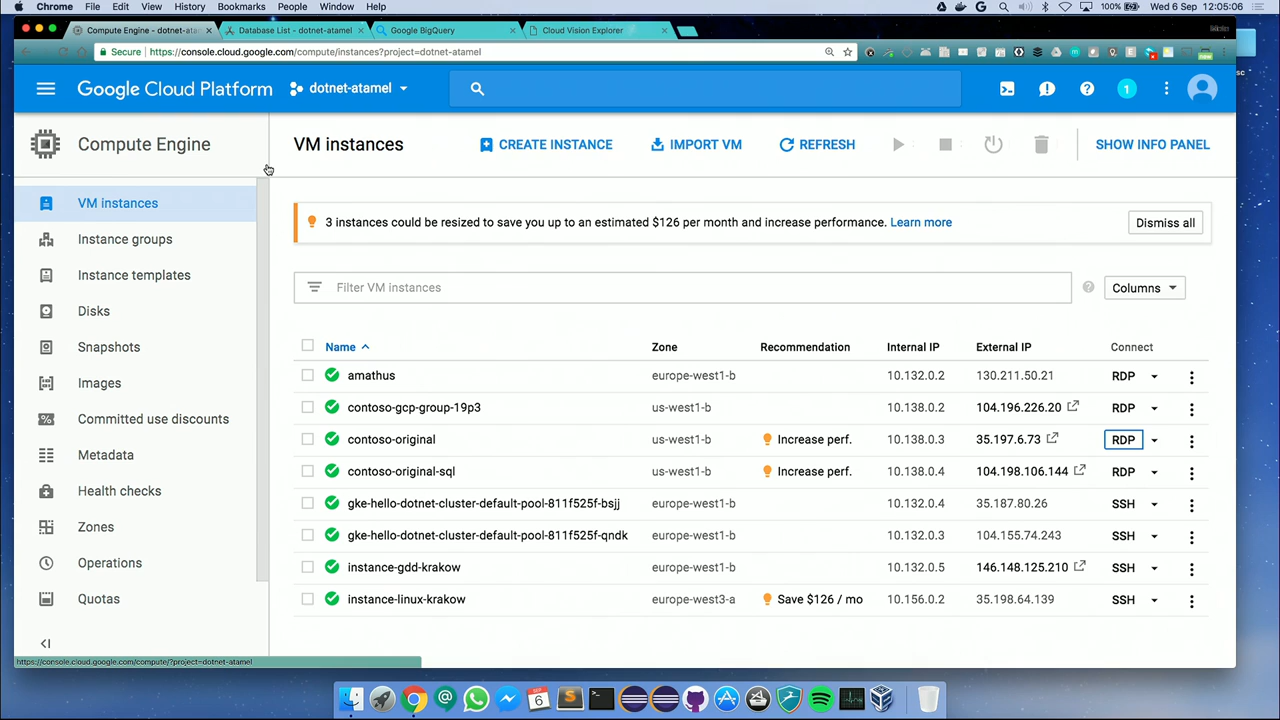 Chrome File Edit View History Bookmarks People Window Help 100% Wed 6 Sep 12:05:06
Compute Engine - dotnet-atam Database List - dotnet-atamel Google BigQuery Cloud Vision Explorer
Secure https://console.cloud.google.com/compute/instances?project=dotnet-atamel
Google Cloud Platform dotnet-atamel 1
Compute Engine VM instances CREATE INSTANCE IMPORT VM REFRESH SHOW INFO PANEL
VM instances
Instance groups
Instance templates
Disks
Snapshots
Images
Committed use discounts
Metadata
Health checks
Zones
Operations
Quotas
3 instances could be resized to save you up to an estimated $126 per month and increase performance. Learn more Dismiss all
Filter VM instances Columns
Name Zone Recommendation Internal IP External IP Connect
amathus europe-west1-b 10.132.0.2 130.211.50.21 RDP
contoso-gcp-group-19p3 us-west1-b 10.138.0.2 104.196.226.20 RDP
contoso-original us-west1-b Increase perf. 10.138.0.3 35.197.6.73 RDP
contoso-original-sql us-west1-b Increase perf. 10.138.0.4 104.198.106.144 RDP
gke-hello-dotnet-cluster-default-pool-811f525f-bsjj europe-west1-b 10.132.0.4 35.187.80.26 SSH
gke-hello-dotnet-cluster-default-pool-811f525f-qndk europe-west1-b 10.132.0.3 104.155.74.243 SSH
instance-gdd-krakow europe-west1-b 10.132.0.5 146.148.125.210 SSH
instance-linux-krakow europe-west3-a Save $126 / mo 10.156.0.2 35.198.64.139 SSH
https://console.cloud.google.com/compute/?project=dotnet-atamel